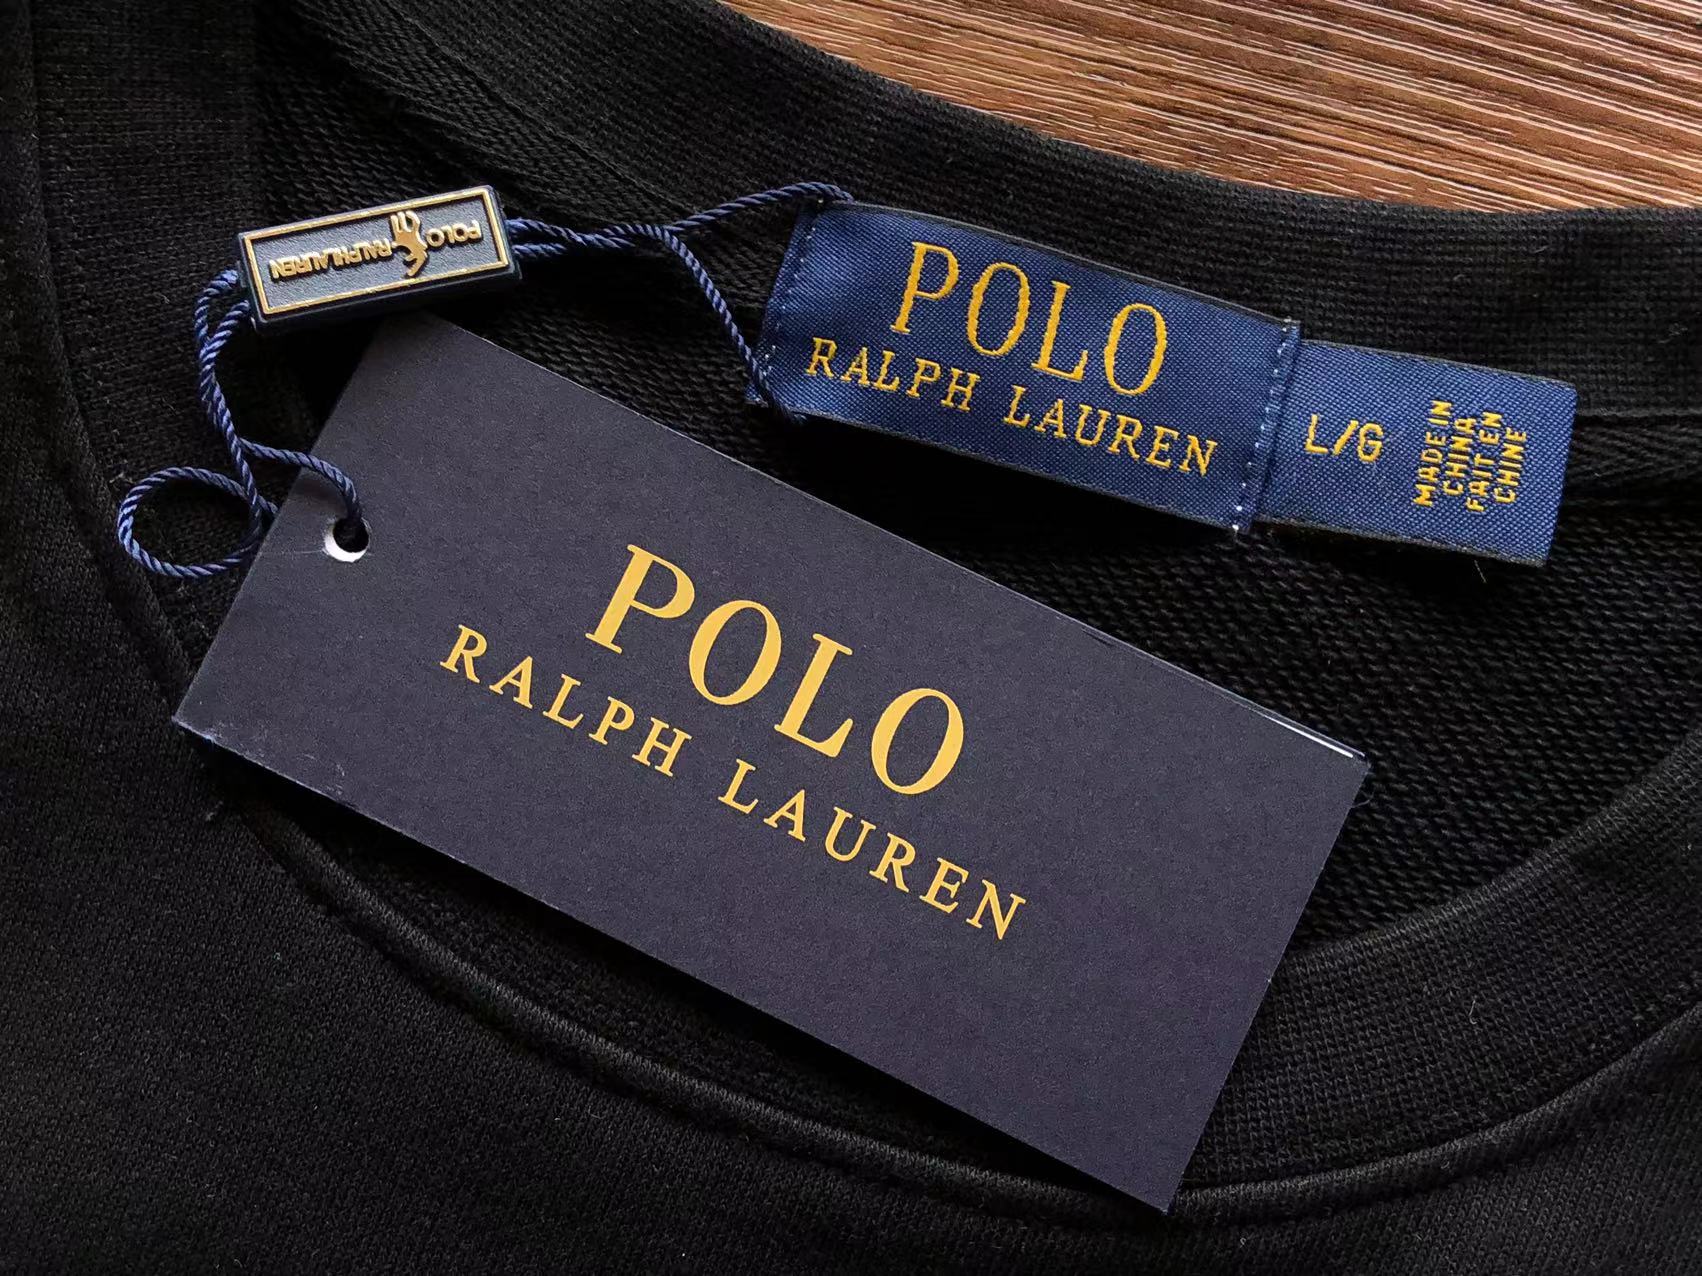 POLO RALPH LAUREN
POLO
RALPH LAUREN
L/G
MADE IN
CHINA
FAIT EN
CHINE
POLO
RALPH LAUREN